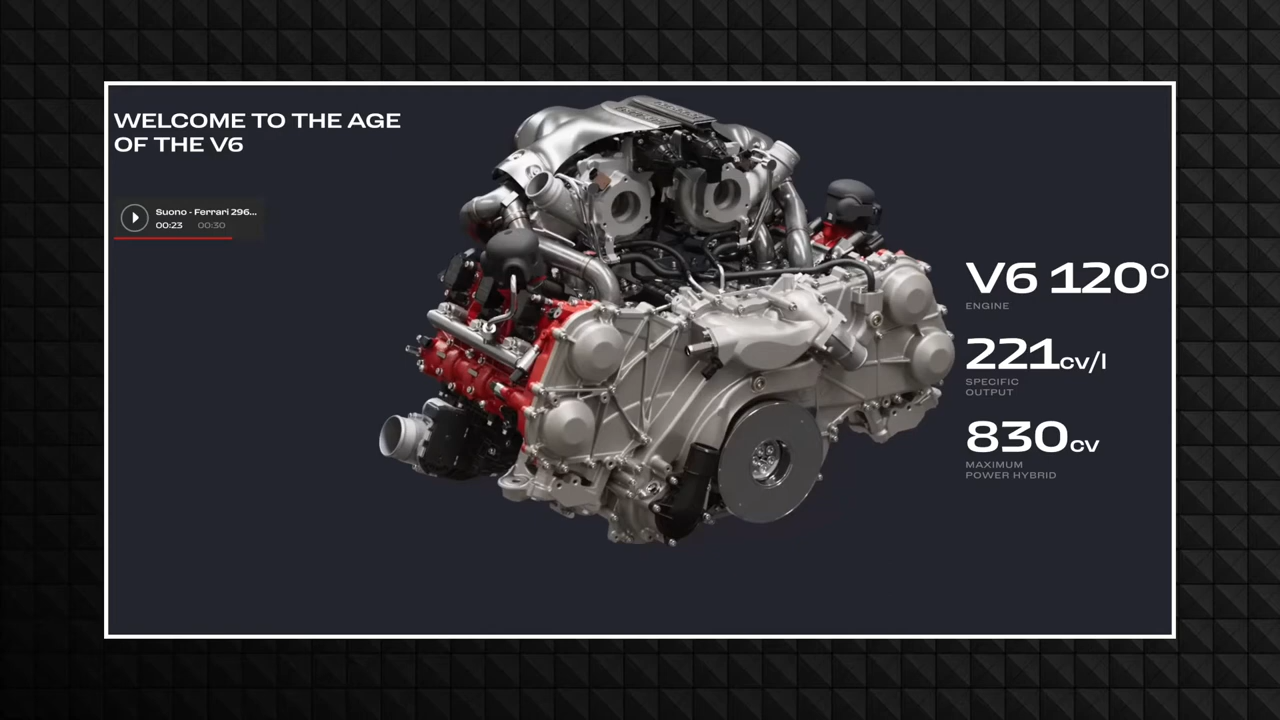 WELCOME TO THE AGE
OF THE V6
Suono - Ferrari 296...
00:23 00:30
V6 120°
ENGINE
221cv/l
SPECIFIC
OUTPUT
830cv
MAXIMUM
POWER HYBRID